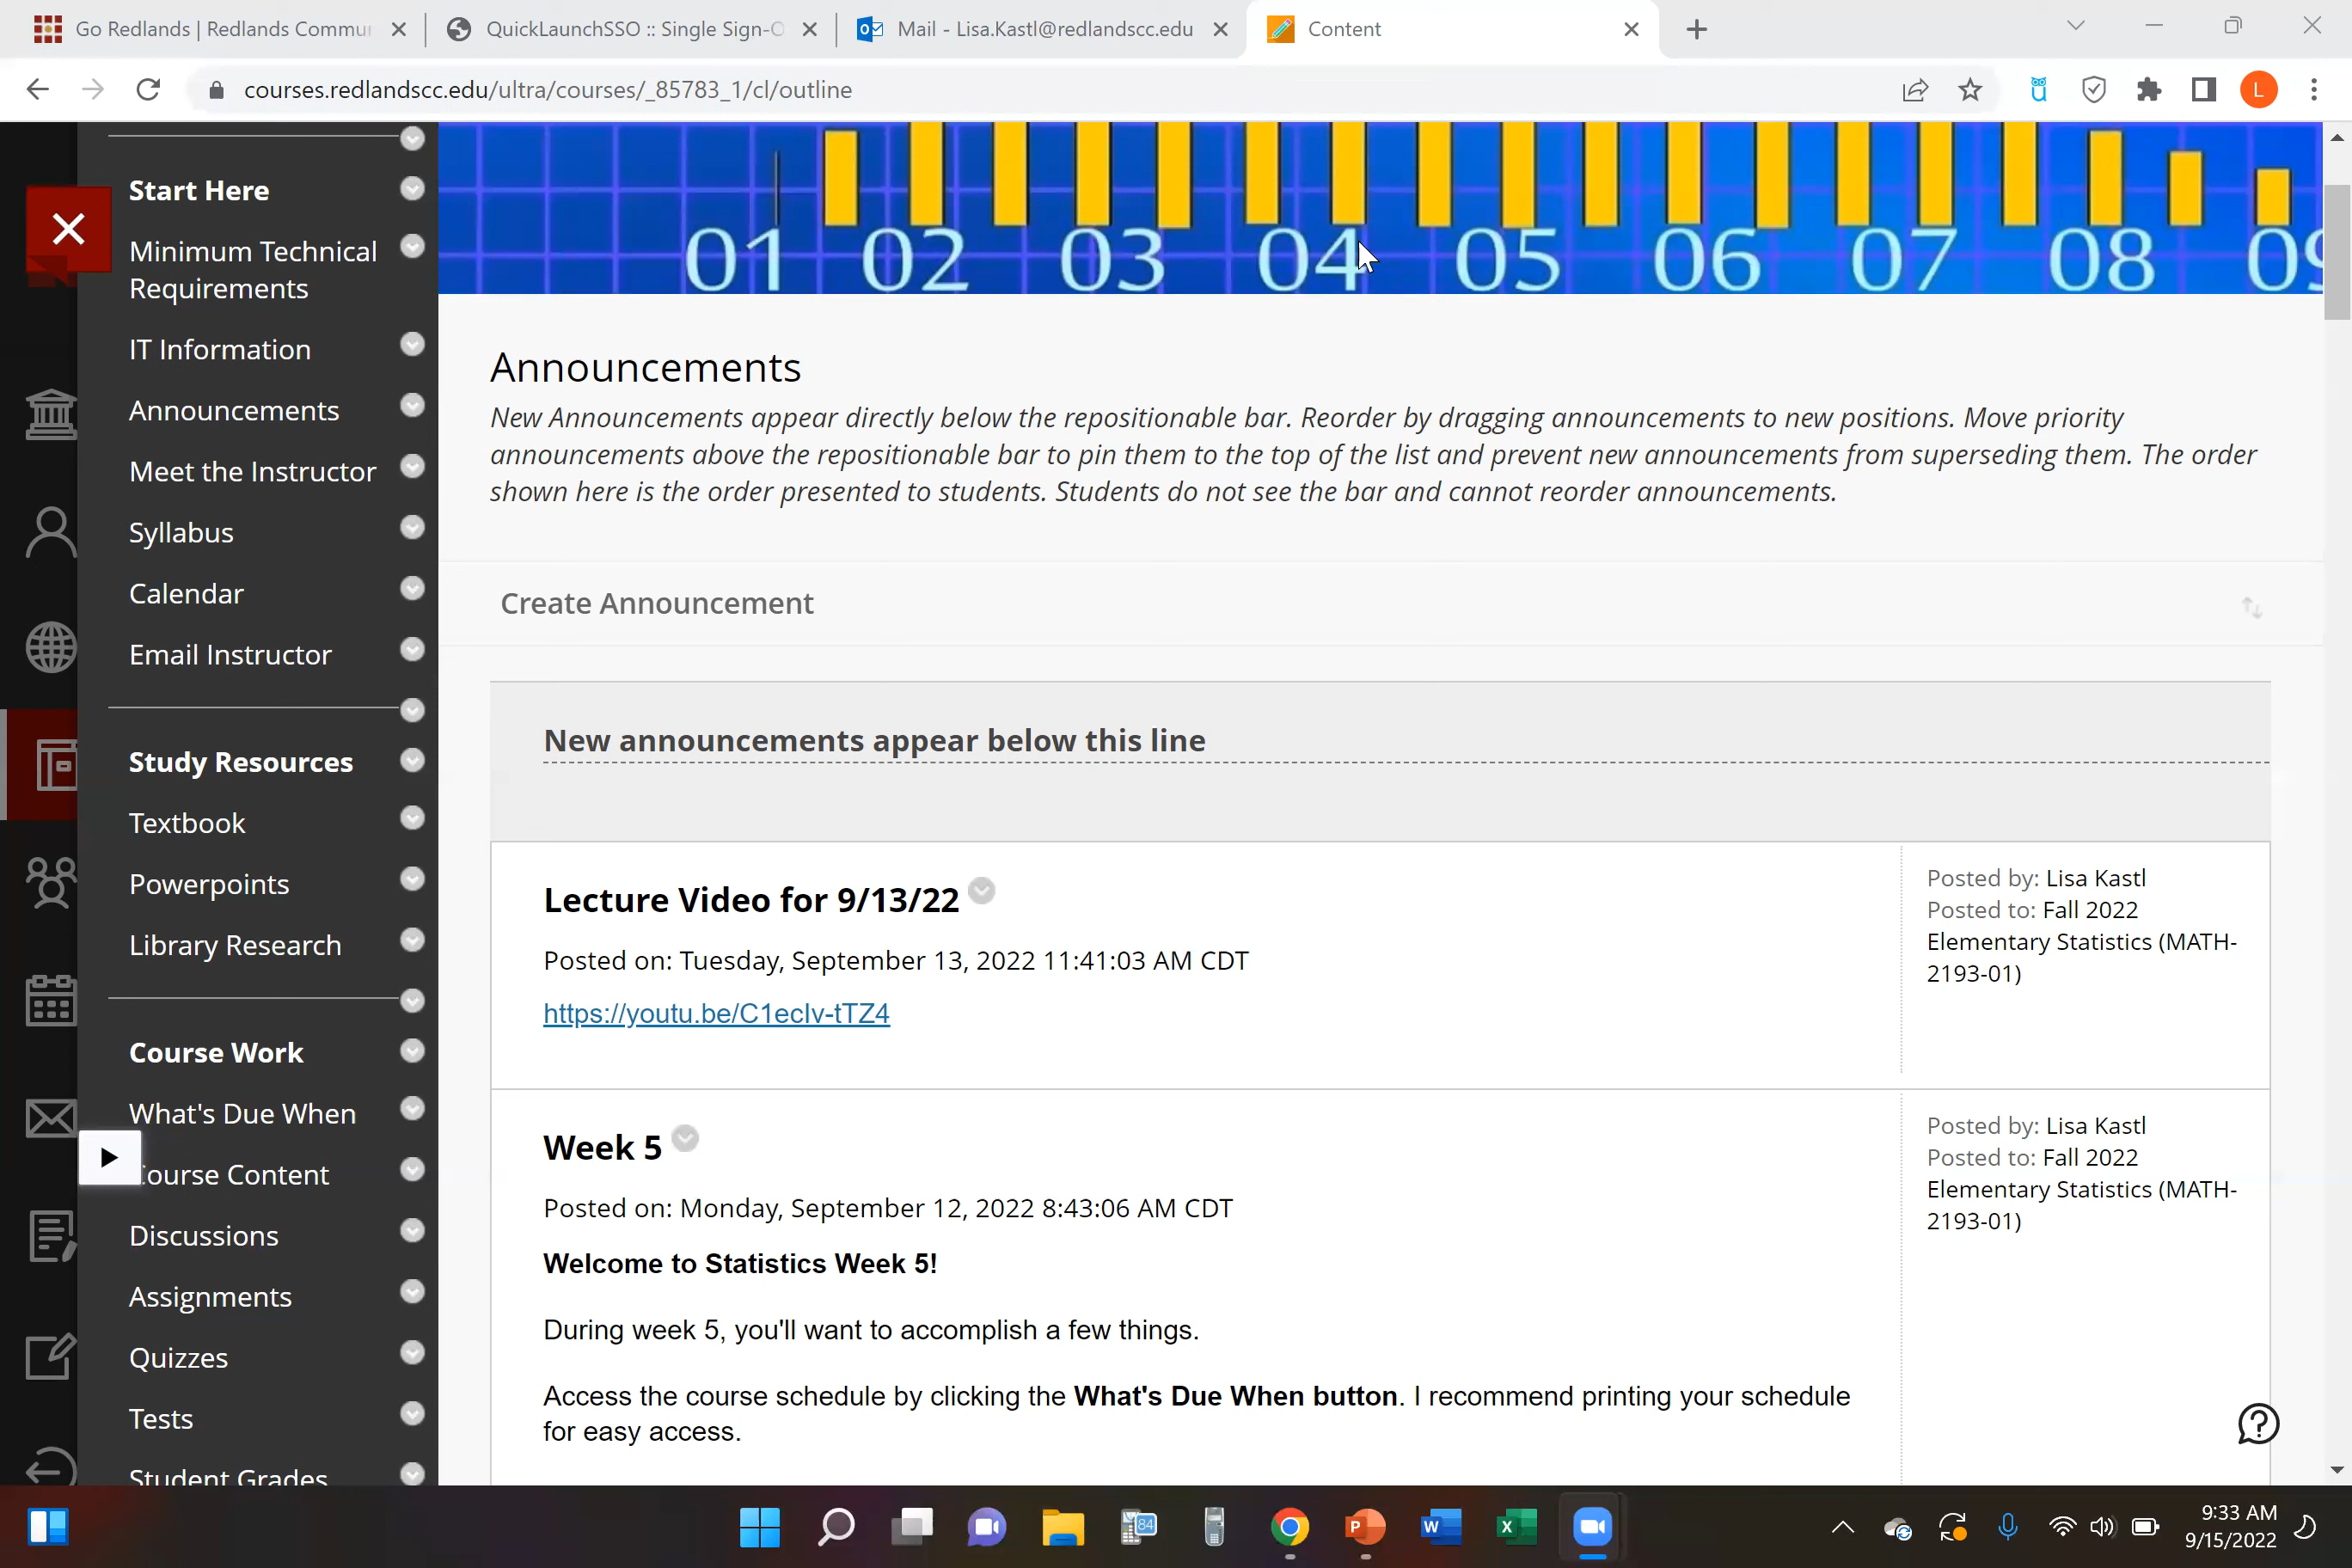 Go Redlands | Redlands Commu
QuickLaunchSSO :: Single Sign-O
Mail - Lisa.Kastl@redlandscc.edu
Content
courses.redlandscc.edu/ultra/courses/_85783_1/cl/outline
L
Start Here
Minimum Technical
Requirements
IT Information
Announcements
Meet the Instructor
Syllabus
Calendar
Email Instructor
Study Resources
Textbook
Powerpoints
Library Research
Course Work
What's Due When
ourse Content
Discussions
Assignments
Quizzes
Tests
Student Grades
01 02 03 04 05 06 07 08 09
Announcements
New Announcements appear directly below the repositionable bar. Reorder by dragging announcements to new positions. Move priority
announcements above the repositionable bar to pin them to the top of the list and prevent new announcements from superseding them. The order
shown here is the order presented to students. Students do not see the bar and cannot reorder announcements.
Create Announcement
New announcements appear below this line
Lecture Video for 9/13/22
Posted on: Tuesday, September 13, 2022 11:41:03 AM CDT
https://youtu.be/C1ecIv-tTZ4
Posted by: Lisa Kastl
Posted to: Fall 2022
Elementary Statistics (MATH-
2193-01)
Week 5
Posted on: Monday, September 12, 2022 8:43:06 AM CDT
Welcome to Statistics Week 5!
During week 5, you'll want to accomplish a few things.
Access the course schedule by clicking the What's Due When button. I recommend printing your schedule
for easy access.
Posted by: Lisa Kastl
Posted to: Fall 2022
Elementary Statistics (MATH-
2193-01)
84
P
W
X
9:33 AM
9/15/2022